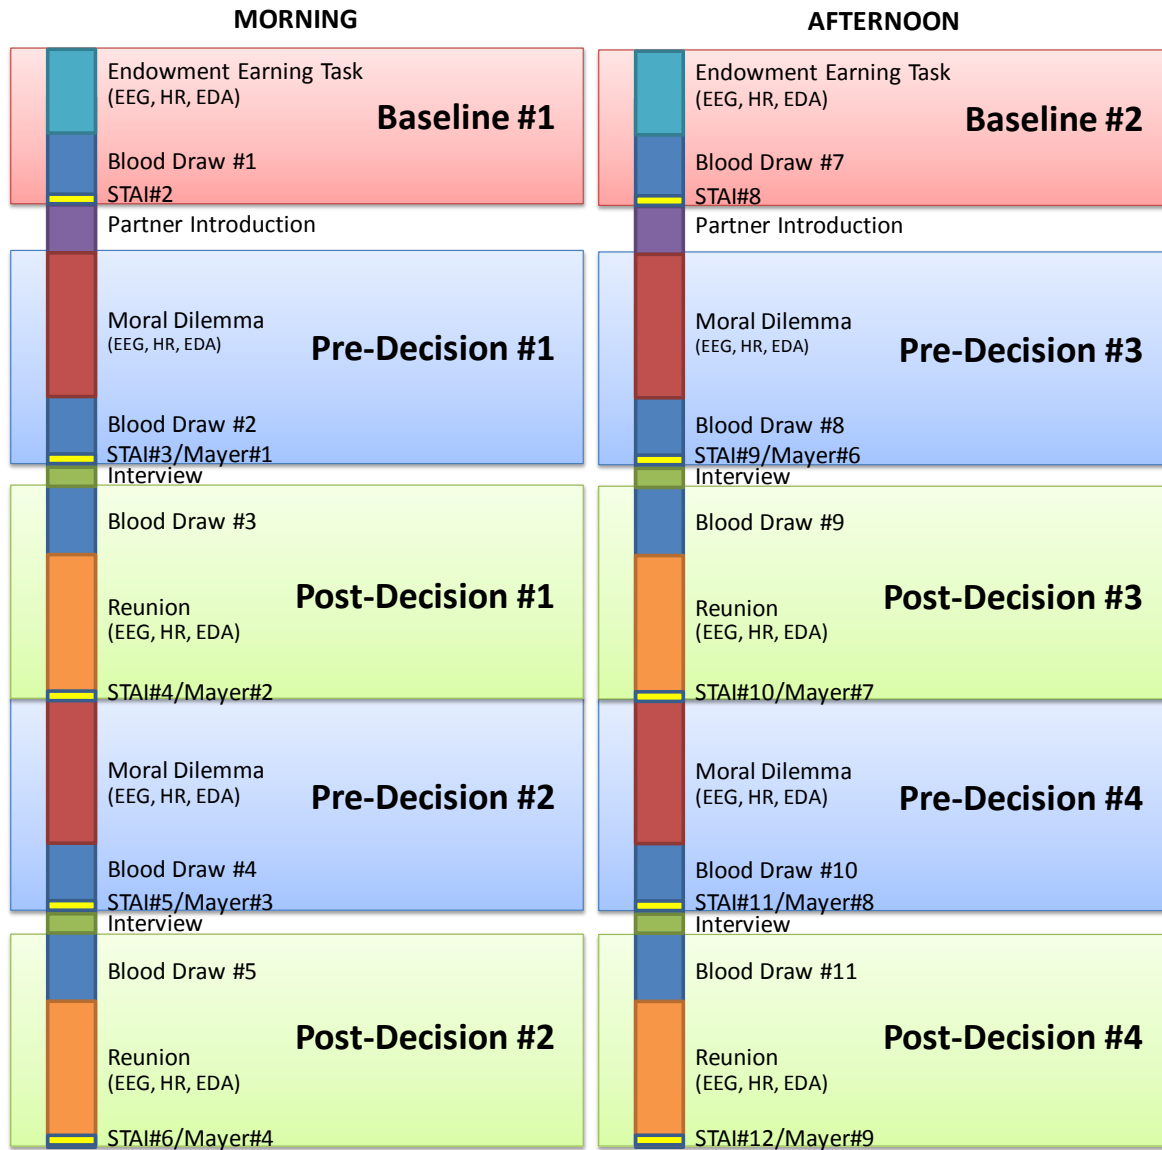 MORNING
Endowment Earning Task
(EEG, HR, EDA)
Baseline #1
Blood Draw #1
STAI#2
Partner Introduction
Moral Dilemma
(EEG, HR, EDA)
Pre-Decision #1
Blood Draw #2
STAI#3/Mayer#1
Interview
Blood Draw #3
Post-Decision #1
Reunion
(EEG, HR, EDA)
STAI#4/Mayer#2
Moral Dilemma
(EEG, HR, EDA)
Pre-Decision #2
Blood Draw #4
STAI#5/Mayer#3
Interview
Blood Draw #5
Post-Decision #2
Reunion
(EEG, HR, EDA)
STAI#6/Mayer#4
AFTERNOON
Endowment Earning Task
(EEG, HR, EDA)
Baseline #2
Blood Draw #7
STAI#8
Partner Introduction
Moral Dilemma
(EEG, HR, EDA)
Pre-Decision #3
Blood Draw #8
STAI#9/Mayer#6
Interview
Blood Draw #9
Post-Decision #3
Reunion
(EEG, HR, EDA)
STAI#10/Mayer#7
Moral Dilemma
(EEG, HR, EDA)
Pre-Decision #4
Blood Draw #10
STAI#11/Mayer#8
Interview
Blood Draw #11
Post-Decision #4
Reunion
(EEG, HR, EDA)
STAI#12/Mayer#9